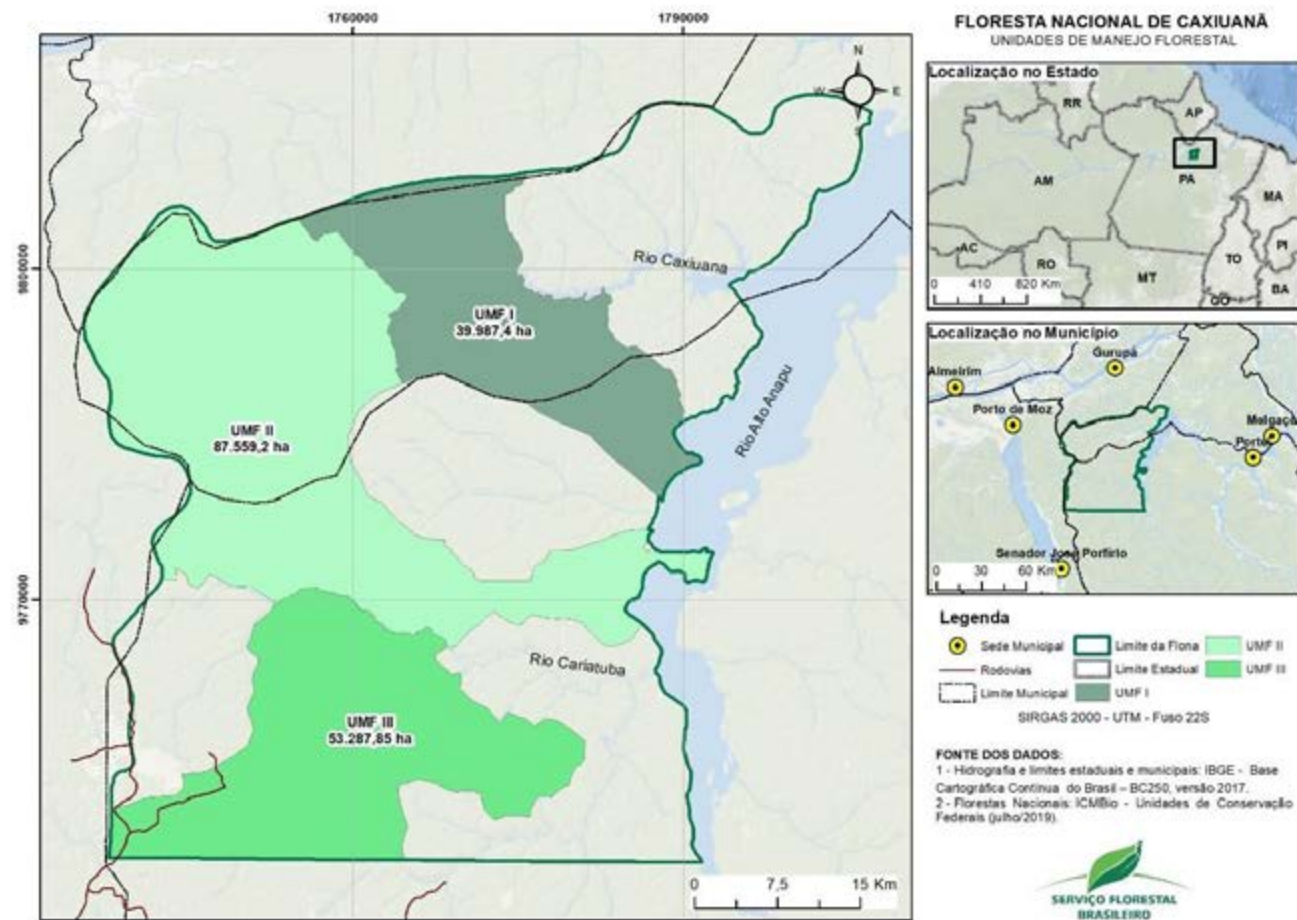 1760000
1790000
9800000
9770000
N
W
E
S
Rio Caxiuana
UMF I
39.987,4 ha
Rio Alto Anapu
UMF II
87.559,2 ha
Rio Cariatuba
UMF III
53.287,85 ha
0 7,5 15 Km
FLORESTA NACIONAL DE CAXIUANÃ
UNIDADES DE MANEJO FLORESTAL
Localização no Estado
RR
AP
AM
PA
MA
AC
RO
MT
TO
PI
BA
GO
0 410 820 Km
Localização no Município
Gurupá
Almeirim
Porto de Moz
Melgaço
Portel
Senador José Porfírio
0 30 60 Km
Legenda
Sede Municipal
Limite da Flona
UMF II
Rodovias
Limite Estadual
UMF III
Limite Municipal
UMF I
SIRGAS 2000 - UTM - Fuso 22S
FONTE DOS DADOS:
1 - Hidrografia e limites estaduais e municipais: IBGE - Base
Cartográfica Contínua do Brasil – BC250, versão 2017.
2 - Florestas Nacionais: ICMBio - Unidades de Conservação
Federais (julho/2019).
SERVIÇO FLORESTAL
BRASILEIRO